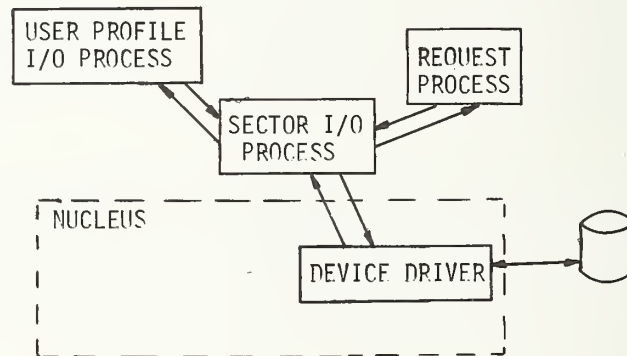 USER PROFILE
I/O PROCESS
REQUEST
PROCESS
SECTOR I/O
PROCESS
NUCLEUS
DEVICE DRIVER